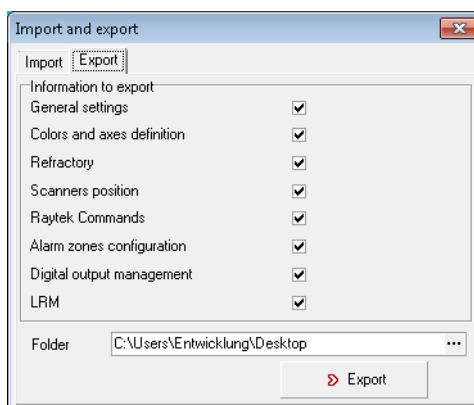 Import and export
Import Export
Information to export
General settings
Colors and axes definition
Refractory
Scanners position
Raytek Commands
Alarm zones configuration
Digital output management
LRM
Folder C:\Users\Entwicklung\Desktop ...
Export